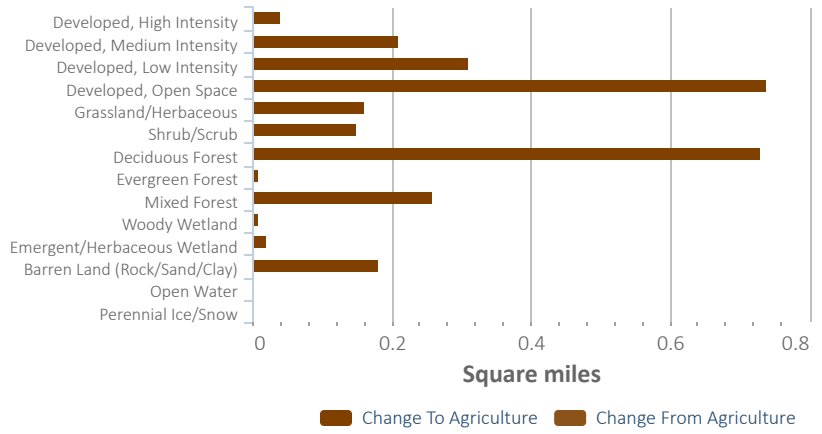 Developed, High Intensity
Developed, Medium Intensity
Developed, Low Intensity
Developed, Open Space
Grassland/Herbaceous
Shrub/Scrub
Deciduous Forest
Evergreen Forest
Mixed Forest
Woody Wetland
Emergent/Herbaceous Wetland
Barren Land (Rock/Sand/Clay)
Open Water
Perennial Ice/Snow
0 0.2 0.4 0.6 0.8
Square miles
Change To Agriculture Change From Agriculture